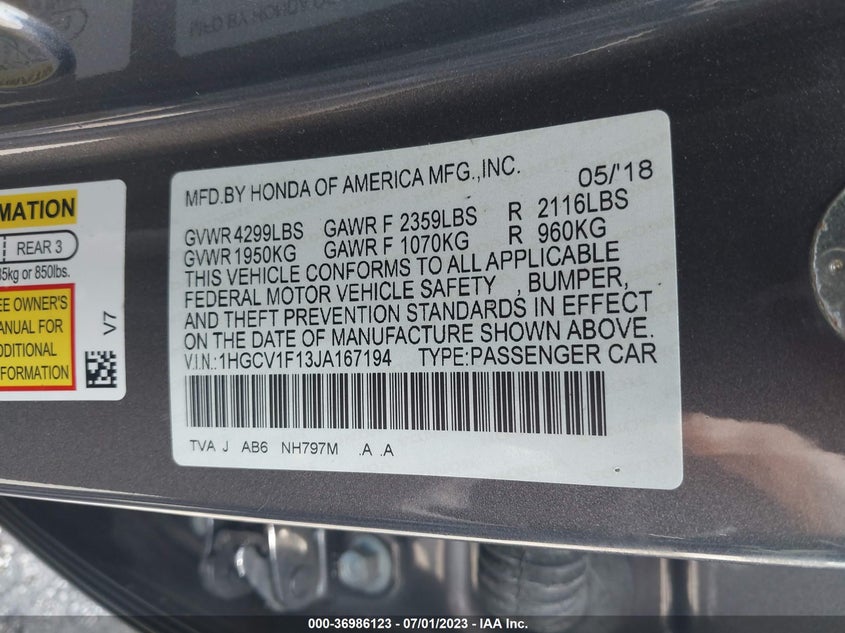 MATION
REAR 3
35kg or 850lbs.
EE OWNER'S
ANUAL FOR
DDITIONAL
FORMATION
V7
MFD.BY HONDA OF AMERICA MFG.,INC. 05/'18
GVWR 4299LBS GAWR F 2359LBS R 2116LBS
GVWR 1950KG GAWR F 1070KG R 960KG
THIS VEHICLE CONFORMS TO ALL APPLICABLE
FEDERAL MOTOR VEHICLE SAFETY , BUMPER,
AND THEFT PREVENTION STANDARDS IN EFFECT
ON THE DATE OF MANUFACTURE SHOWN ABOVE.
V.I.N.:1HGCV1F13JA167194 TYPE:PASSENGER CAR
TVA J AB6 NH797M .A .A
000-36986123 - 07/01/2023 - IAA Inc.